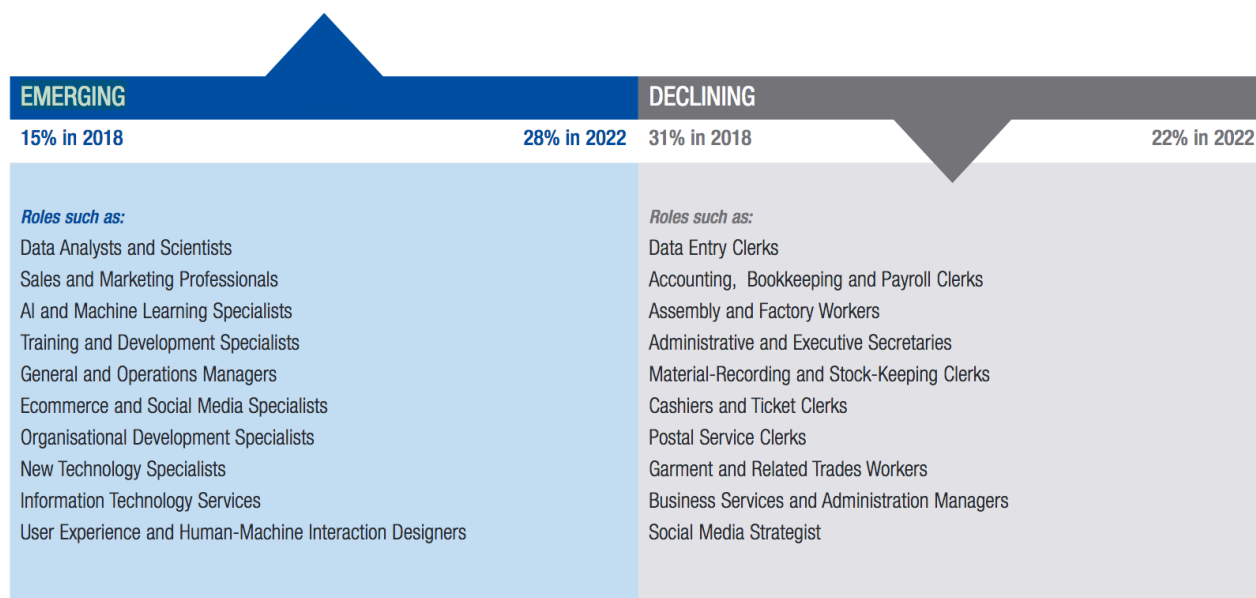 EMERGING
15% in 2018
28% in 2022
Roles such as:
Data Analysts and Scientists
Sales and Marketing Professionals
AI and Machine Learning Specialists
Training and Development Specialists
General and Operations Managers
Ecommerce and Social Media Specialists
Organisational Development Specialists
New Technology Specialists
Information Technology Services
User Experience and Human-Machine Interaction Designers
DECLINING
31% in 2018
22% in 2022
Roles such as:
Data Entry Clerks
Accounting, Bookkeeping and Payroll Clerks
Assembly and Factory Workers
Administrative and Executive Secretaries
Material-Recording and Stock-Keeping Clerks
Cashiers and Ticket Clerks
Postal Service Clerks
Garment and Related Trades Workers
Business Services and Administration Managers
Social Media Strategist